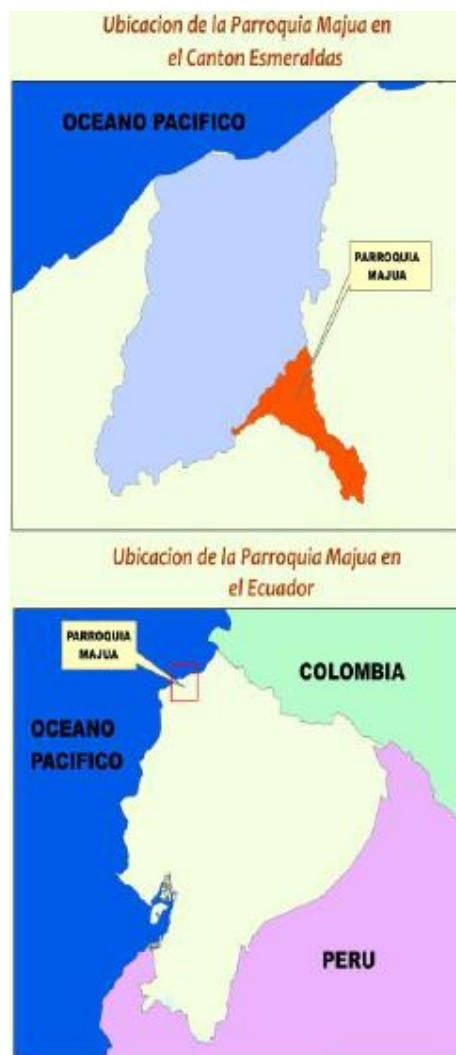 Ubicacion de la Parroquia Majua en
el Canton Esmeraldas
OCEANO PACIFICO
PARROQUIA
MAJUA
Ubicacion de la Parroquia Majua en
el Ecuador
PARROQUIA
MAJUA
COLOMBIA
OCEANO
PACIFICO
PERU